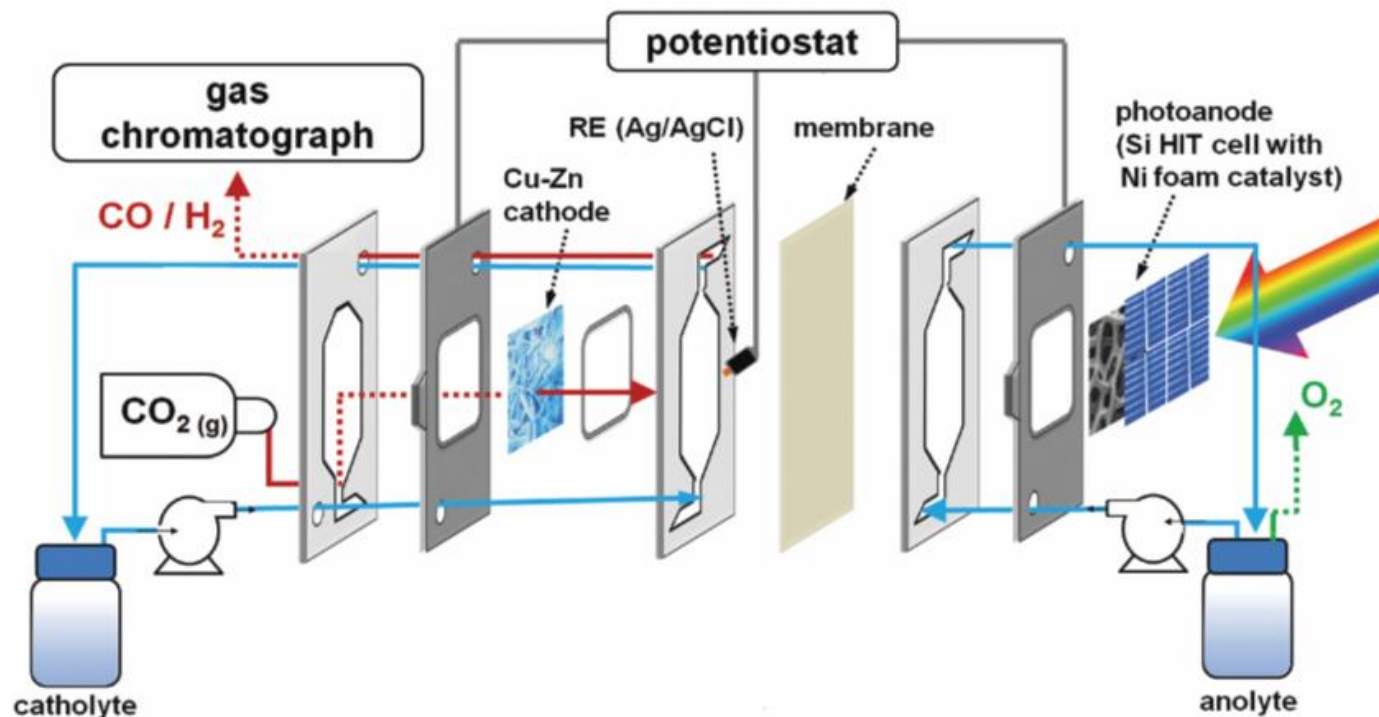 potentiostat
gas
chromatograph
RE (Ag/AgCl)
membrane
photoanode
(Si HIT cell with
Ni foam catalyst)
Cu-Zn
cathode
CO / H₂
CO₂ (g)
O₂
catholyte
anolyte